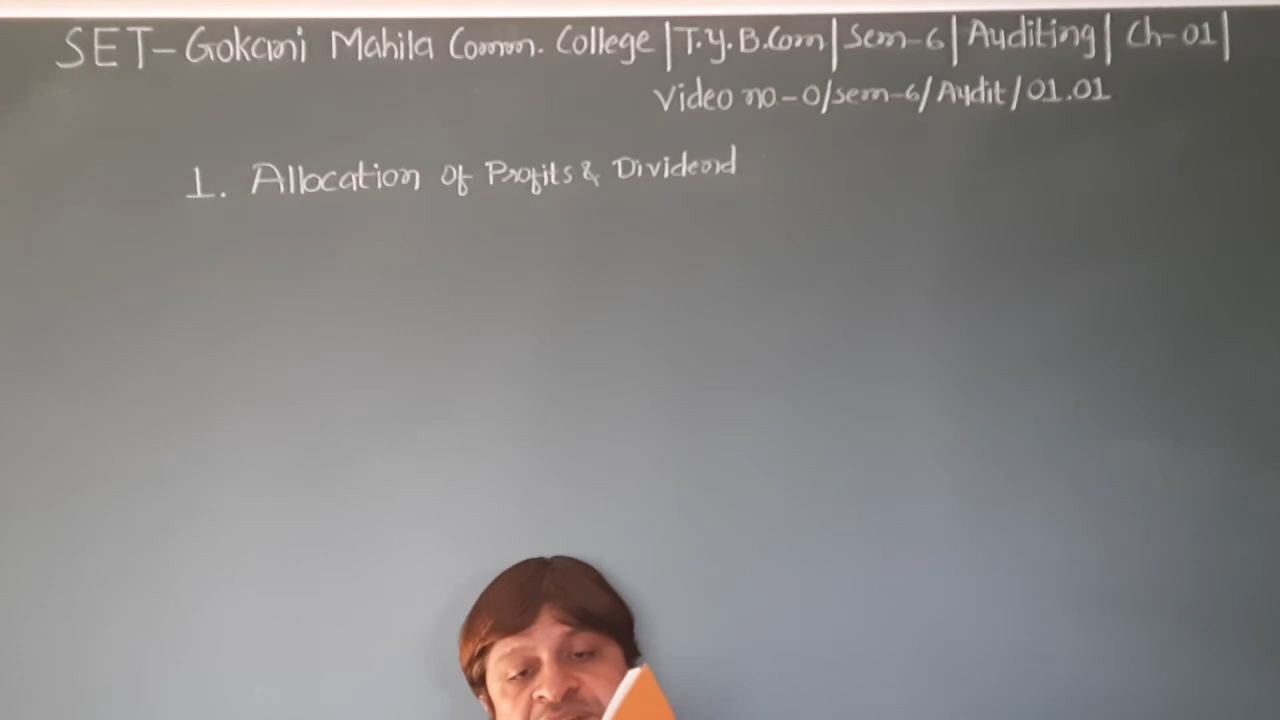 SET-Gokani Mahila Comm. College | T.Y. B.Com | Sem-6 | Auditing | Ch-01 |
Video no-0/sem-6/Audit/01.01
1. Allocation of Profits & Dividend